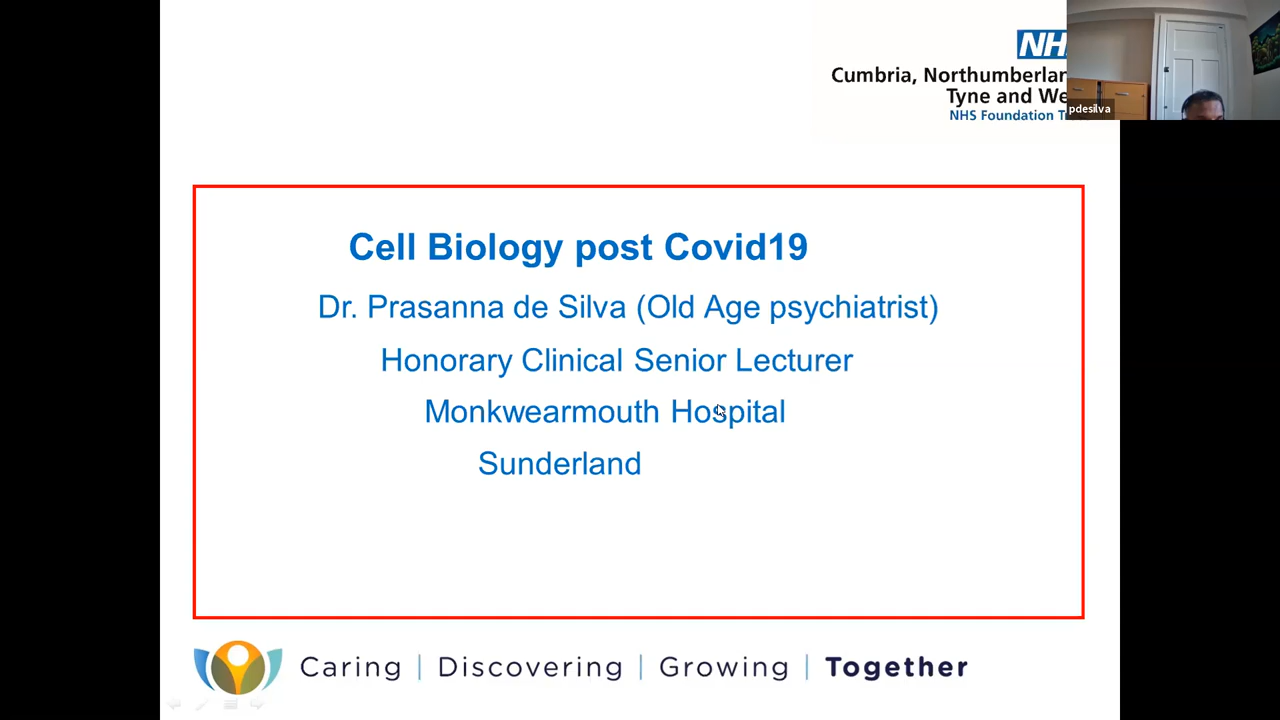 NH
Cumbria, Northumberlan
Tyne and We
NHS Foundation T
pdesilva
Cell Biology post Covid19
Dr. Prasanna de Silva (Old Age psychiatrist)
Honorary Clinical Senior Lecturer
Monkwearmouth Hospital
Sunderland
Caring | Discovering | Growing | Together